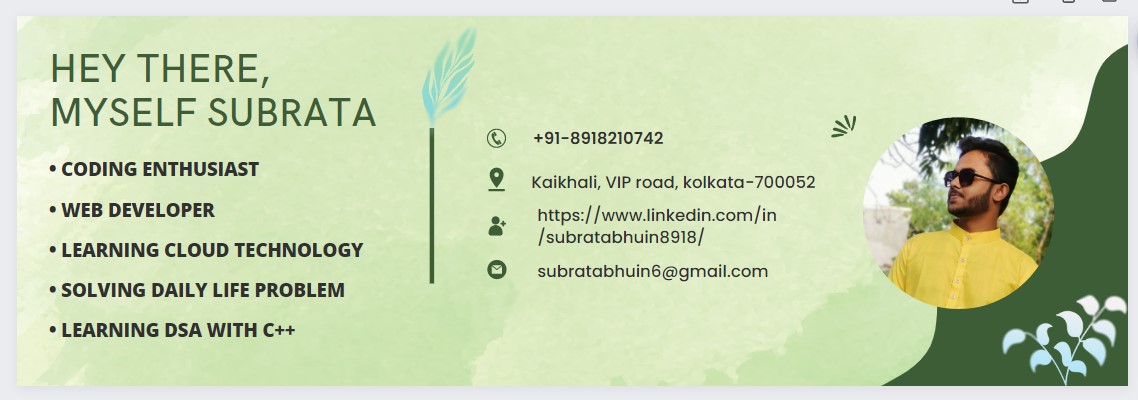 HEY THERE,
MYSELF SUBRATA
• CODING ENTHUSIAST
• WEB DEVELOPER
• LEARNING CLOUD TECHNOLOGY
• SOLVING DAILY LIFE PROBLEM
• LEARNING DSA WITH C++
+91-8918210742
Kaikhali, VIP road, kolkata-700052
https://www.linkedin.com/in
/subratabhuin8918/
subratabhuin6@gmail.com